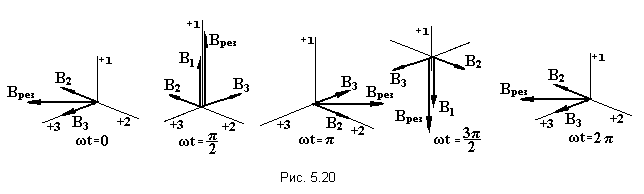 +1
B₂
Bрез
+3
B₃
+2
ωt=0
+1
Bрез
B₁
B₂
B₃
+3
+2
ωt = π/2
+1
B₃
Bрез
+3
B₂
+2
ωt = π
+1
B₃
B₂
B₁
Bрез
ωt = 3π/2
+1
B₂
Bрез
+3
B₃
+2
ωt=2π
Рис. 5.20